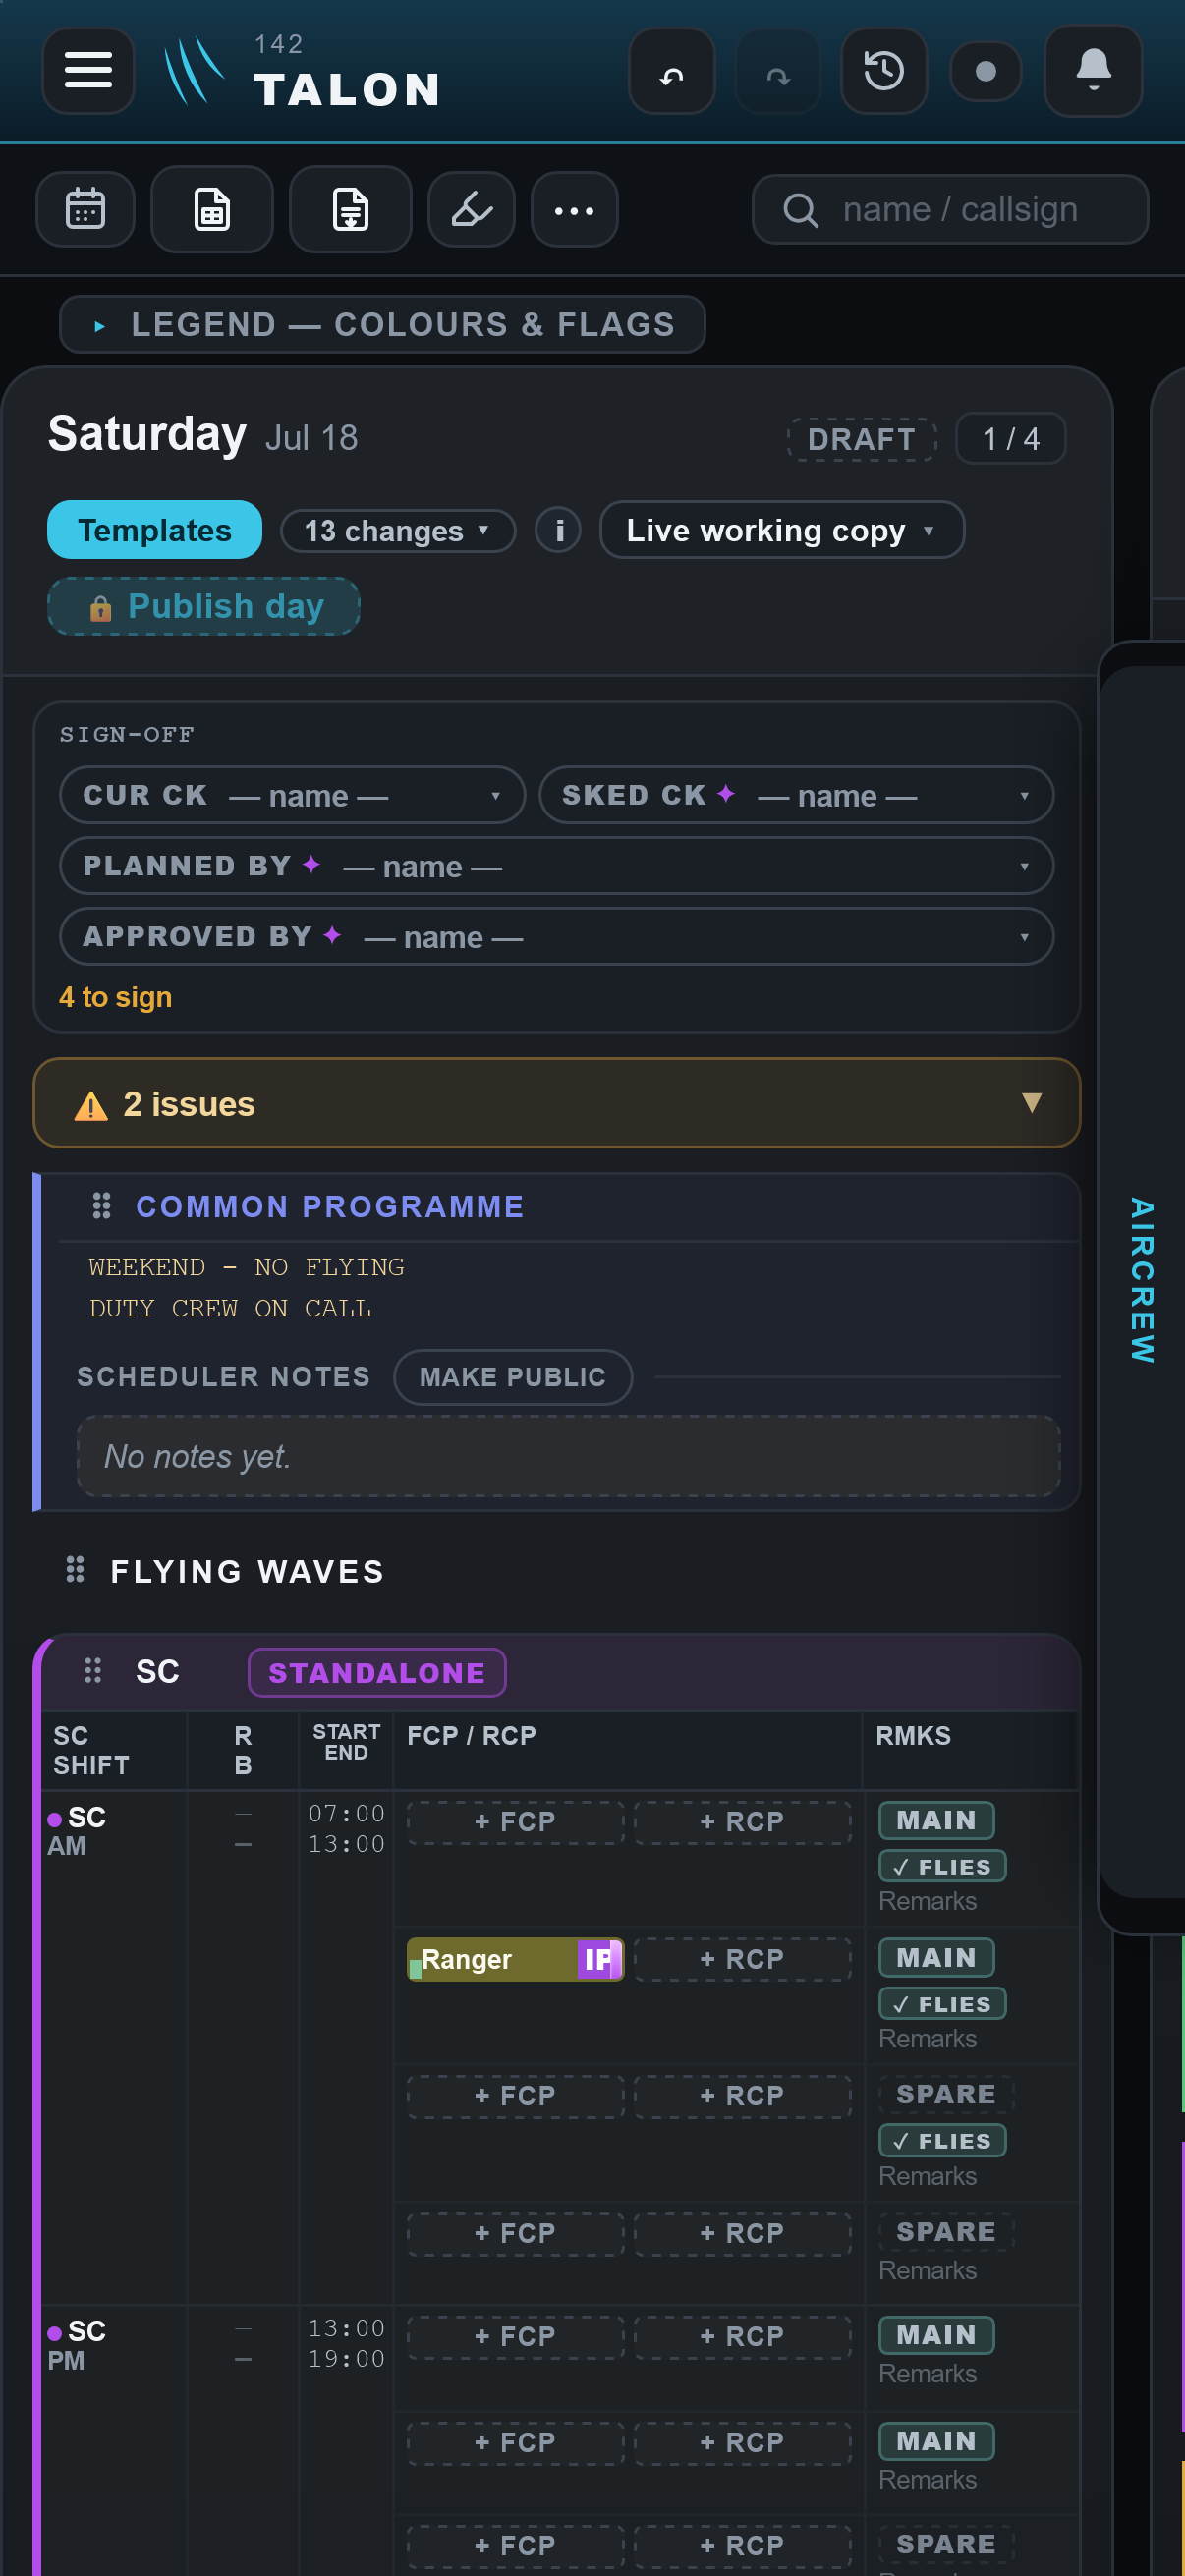 142
TALON
name / callsign
▸ LEGEND — COLOURS & FLAGS
Saturday Jul 18
DRAFT
1 / 4
Templates
13 changes ▾
i
Live working copy ▾
🔒 Publish day
SIGN-OFF
CUR CK — name — ▾
SKED CK ✦ — name — ▾
PLANNED BY ✦ — name — ▾
APPROVED BY ✦ — name — ▾
4 to sign
⚠️ 2 issues ▼
COMMON PROGRAMME
WEEKEND – NO FLYING
DUTY CREW ON CALL
SCHEDULER NOTES
MAKE PUBLIC
No notes yet.
AIRCREW
FLYING WAVES
SC
STANDALONE
SC SHIFT
R B
START END
FCP / RCP
RMKS
SC AM
—
—
07:00
13:00
+ FCP
+ RCP
MAIN
✓ FLIES
Remarks
Ranger IP
+ RCP
MAIN
✓ FLIES
Remarks
+ FCP
+ RCP
SPARE
✓ FLIES
Remarks
+ FCP
+ RCP
SPARE
Remarks
SC PM
—
—
13:00
19:00
+ FCP
+ RCP
MAIN
Remarks
+ FCP
+ RCP
MAIN
Remarks
+ FCP
+ RCP
SPARE